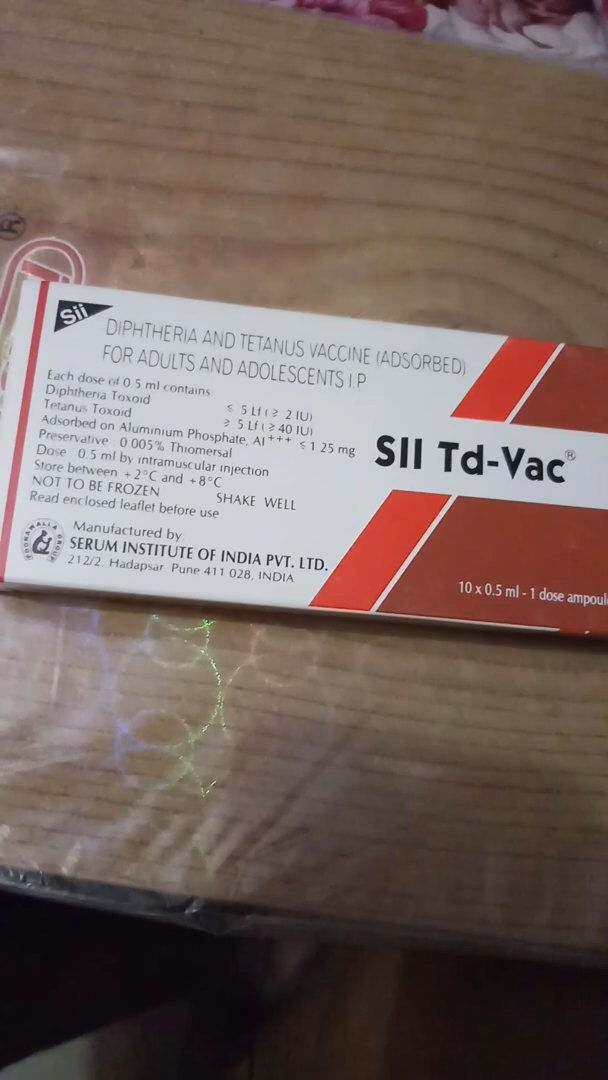 Sii
DIPHTHERIA AND TETANUS VACCINE (ADSORBED)
FOR ADULTS AND ADOLESCENTS I.P
Each dose of 0.5 ml contains
Diphtheria Toxoid ≤ 5 Lf (≥ 2 IU)
Tetanus Toxoid ≥ 5 Lf (≥ 40 IU)
Adsorbed on Aluminium Phosphate, Al+++ ≤ 1.25 mg
Preservative : 0.005% Thiomersal
Dose : 0.5 ml by intramuscular injection
Store between +2°C and +8°C
NOT TO BE FROZEN SHAKE WELL
Read enclosed leaflet before use
POONAWALLA GROUP
Manufactured by:
SERUM INSTITUTE OF INDIA PVT. LTD.
212/2, Hadapsar, Pune 411 028, INDIA
SII Td-Vac®
10 x 0.5 ml - 1 dose